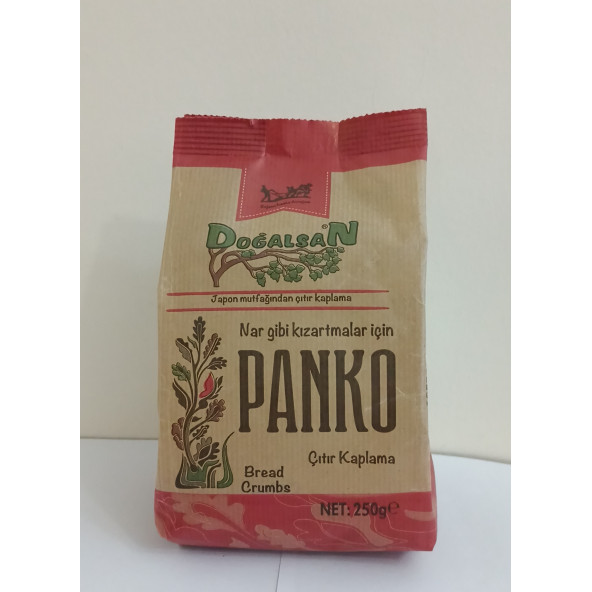 DOĞALSAN
Japon mutfağından çıtır kaplama
Nar gibi kızartmalar için
PANKO
Çıtır Kaplama
Bread
Crumbs
NET: 250g℮